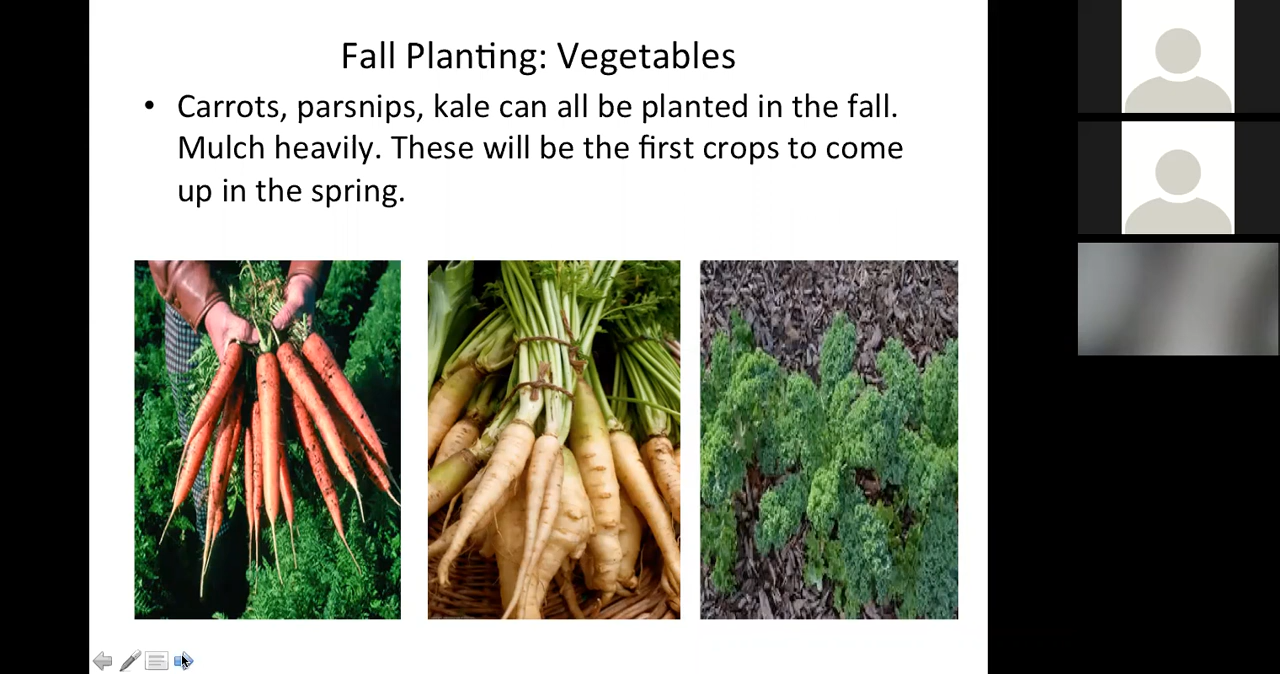 Fall Planting: Vegetables
• Carrots, parsnips, kale can all be planted in the fall.
Mulch heavily. These will be the first crops to come
up in the spring.